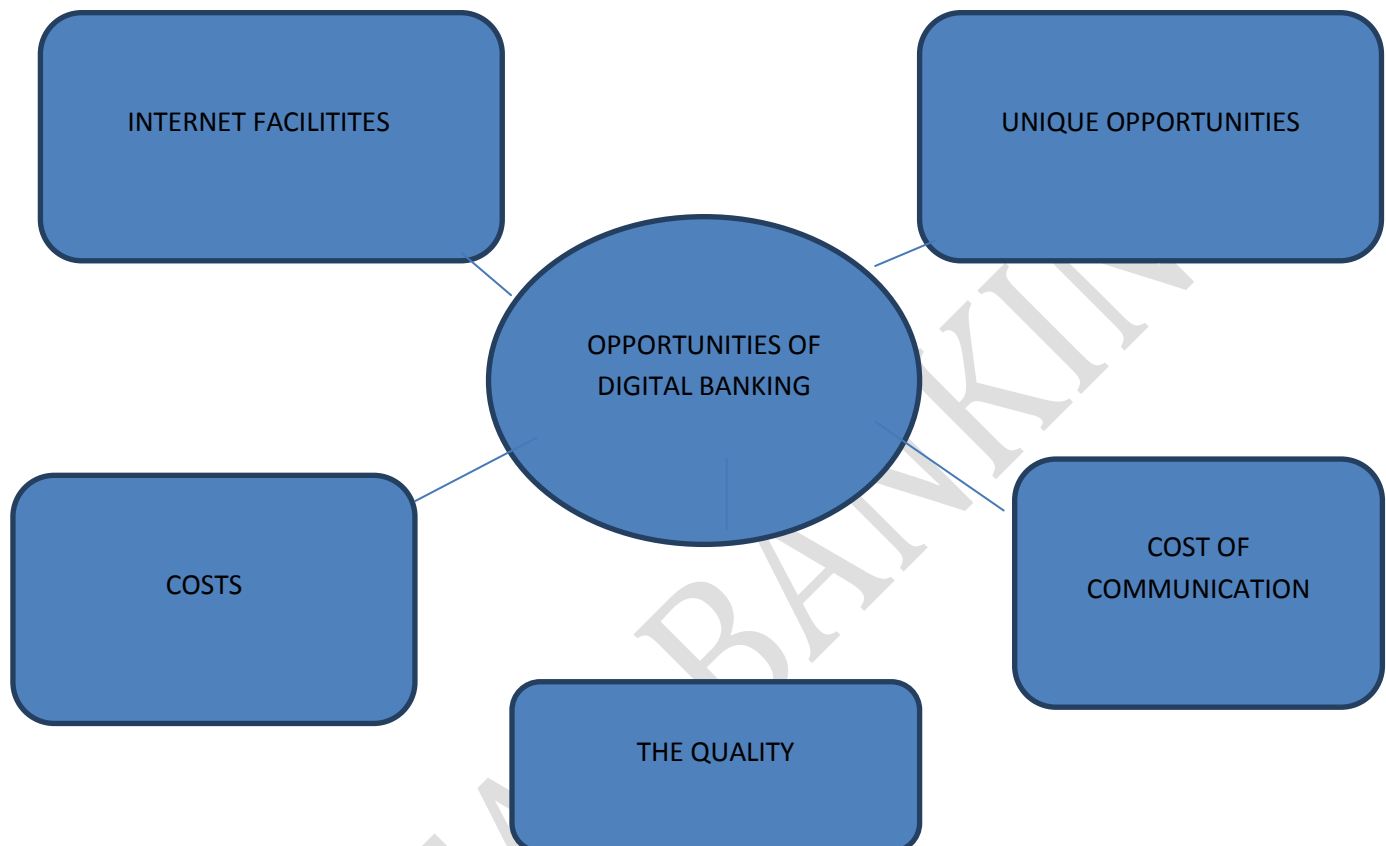 INTERNET FACILITITES
UNIQUE OPPORTUNITIES
OPPORTUNITIES OF
DIGITAL BANKING
COSTS
COST OF
COMMUNICATION
THE QUALITY